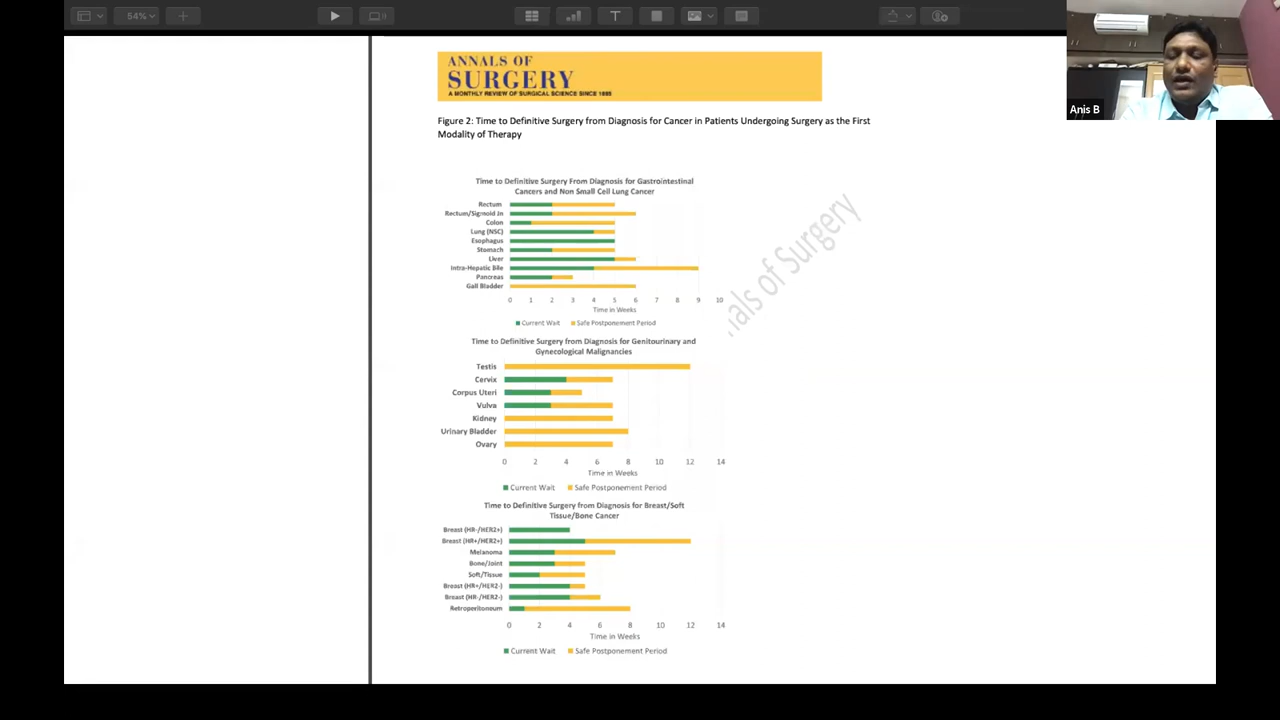 54%
Anis B
ANNALS OF
SURGERY
A MONTHLY REVIEW OF SURGICAL SCIENCE SINCE 1885
Figure 2: Time to Definitive Surgery from Diagnosis for Cancer in Patients Undergoing Surgery as the First
Modality of Therapy
Time to Definitive Surgery From Diagnosis for Gastrointestinal
Cancers and Non Small Cell Lung Cancer
Rectum
Rectum/Sigmoid Jn
Colon
Lung (NSC)
Esophagus
Stomach
Liver
Intra-Hepatic Bile
Pancreas
Gall Bladder
0 1 2 3 4 5 6 7 8 9 10
Time in Weeks
Current Wait Safe Postponement Period
als of Surgery
Time to Definitive Surgery from Diagnosis for Genitourinary and
Gynecological Malignancies
Testis
Cervix
Corpus Uteri
Vulva
Kidney
Urinary Bladder
Ovary
0 2 4 6 8 10 12 14
Time in Weeks
Current Wait Safe Postponement Period
Time to Definitive Surgery from Diagnosis for Breast/Soft
Tissue/Bone Cancer
Breast (HR-/HER2+)
Breast (HR+/HER2+)
Melanoma
Bone/Joint
Soft/Tissue
Breast (HR+/HER2-)
Breast (HR-/HER2-)
Retroperitoneum
0 2 4 6 8 10 12 14
Time in Weeks
Current Wait Safe Postponement Period